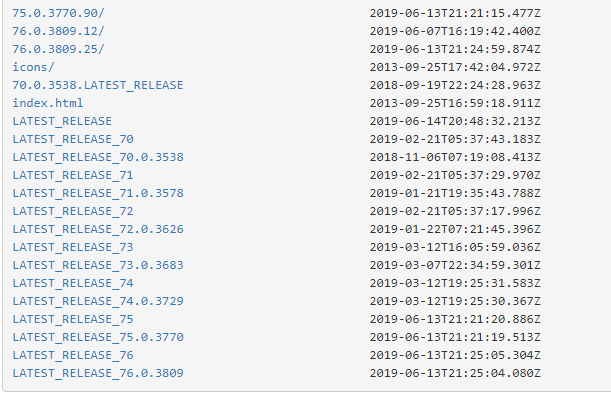 75.0.3770.90/ 2019-06-13T21:21:15.477Z
76.0.3809.12/ 2019-06-07T16:19:42.400Z
76.0.3809.25/ 2019-06-13T21:24:59.874Z
icons/ 2013-09-25T17:42:04.972Z
70.0.3538.LATEST_RELEASE 2018-09-19T22:24:28.963Z
index.html 2013-09-25T16:59:18.911Z
LATEST_RELEASE 2019-06-14T20:48:32.213Z
LATEST_RELEASE_70 2019-02-21T05:37:43.183Z
LATEST_RELEASE_70.0.3538 2018-11-06T07:19:08.413Z
LATEST_RELEASE_71 2019-02-21T05:37:29.970Z
LATEST_RELEASE_71.0.3578 2019-01-21T19:35:43.788Z
LATEST_RELEASE_72 2019-02-21T05:37:17.996Z
LATEST_RELEASE_72.0.3626 2019-01-22T07:21:45.396Z
LATEST_RELEASE_73 2019-03-12T16:05:59.036Z
LATEST_RELEASE_73.0.3683 2019-03-07T22:34:59.301Z
LATEST_RELEASE_74 2019-03-12T19:25:31.583Z
LATEST_RELEASE_74.0.3729 2019-03-12T19:25:30.367Z
LATEST_RELEASE_75 2019-06-13T21:21:20.886Z
LATEST_RELEASE_75.0.3770 2019-06-13T21:21:19.513Z
LATEST_RELEASE_76 2019-06-13T21:25:05.304Z
LATEST_RELEASE_76.0.3809 2019-06-13T21:25:04.080Z